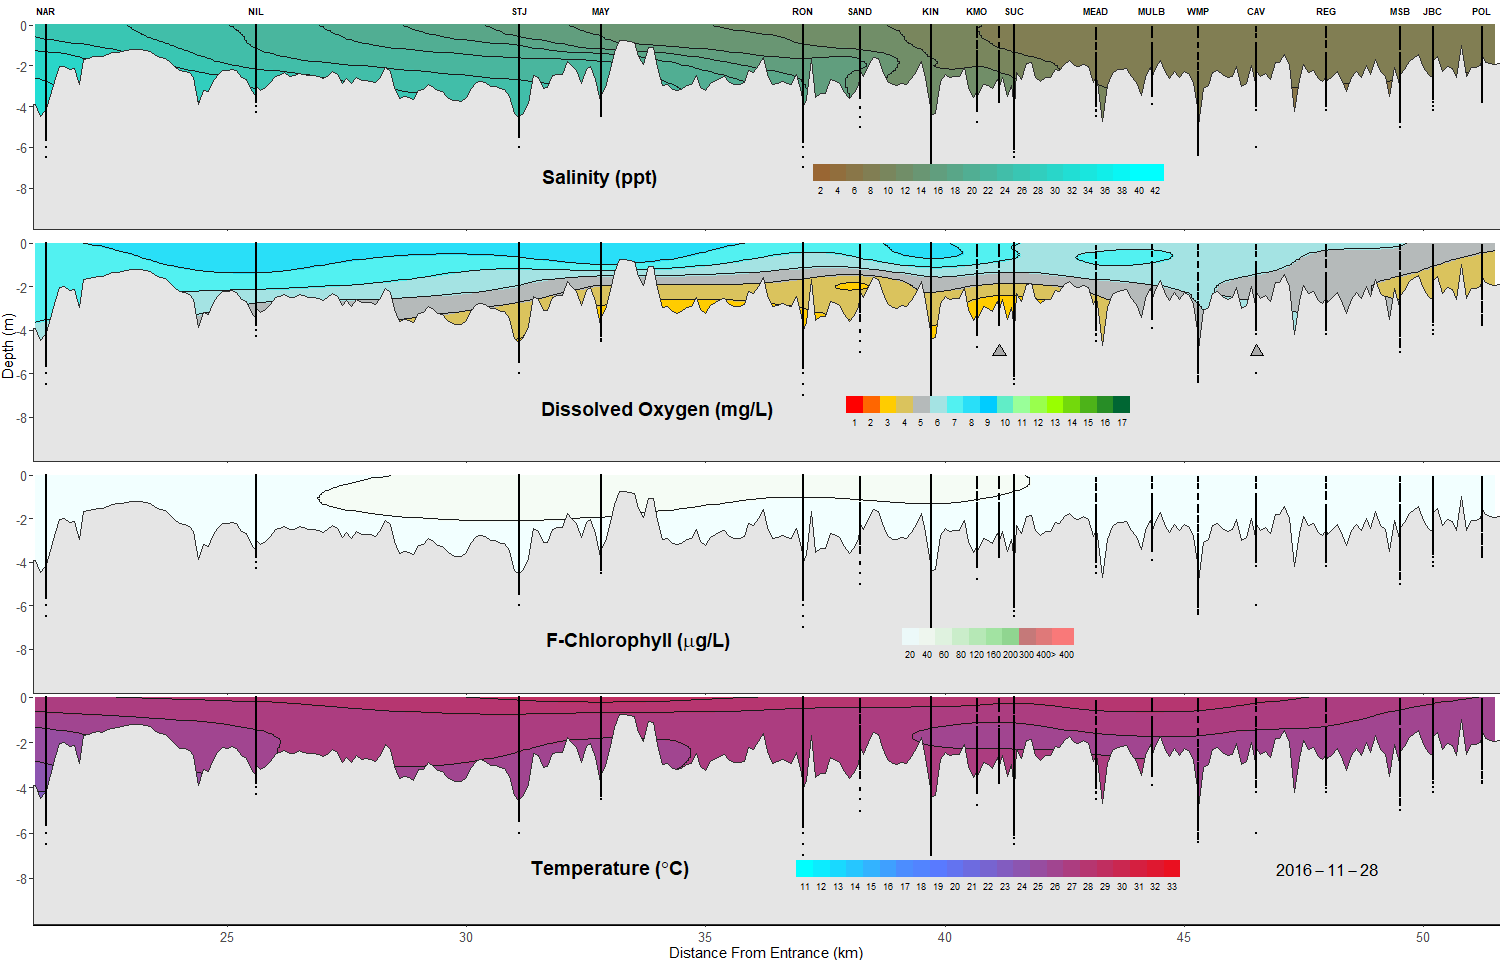 NAR NIL STJ MAY RON SAND KIN KMO SUC MEAD MULB WMP CAV REG MSB JBC POL
0
-2
-4
-6
-8
Salinity (ppt)
2 4 6 8 10 12 14 16 18 20 22 24 26 28 30 32 34 36 38 40 42
0
-2
-4
-6
-8
Depth (m)
Dissolved Oxygen (mg/L)
1 2 3 4 5 6 7 8 9 10 11 12 13 14 15 16 17
0
-2
-4
-6
-8
F-Chlorophyll (μg/L)
20 40 60 80 120 160 200 300 400> 400
0
-2
-4
-6
-8
Temperature (°C)
11 12 13 14 15 16 17 18 19 20 21 22 23 24 25 26 27 28 29 30 31 32 33
2016 – 11 – 28
25 30 35 40 45 50
Distance From Entrance (km)